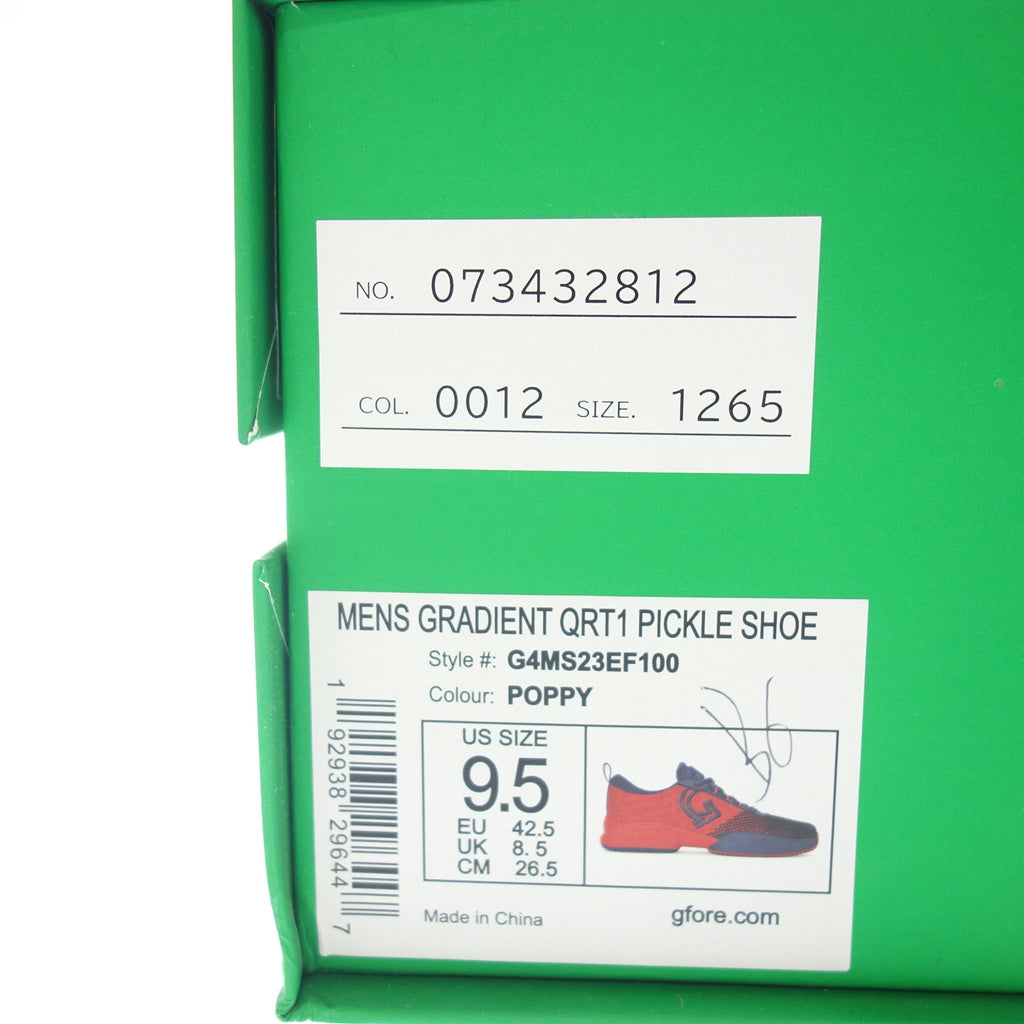 NO. 073432812
COL. 0012 SIZE. 1265
MENS GRADIENT QRT1 PICKLE SHOE
Style #: G4MS23EF100
Colour: POPPY
US SIZE
9.5
EU 42.5
UK 8.5
CM 26.5
Made in China
gfore.com
1 92938 29644 7
G